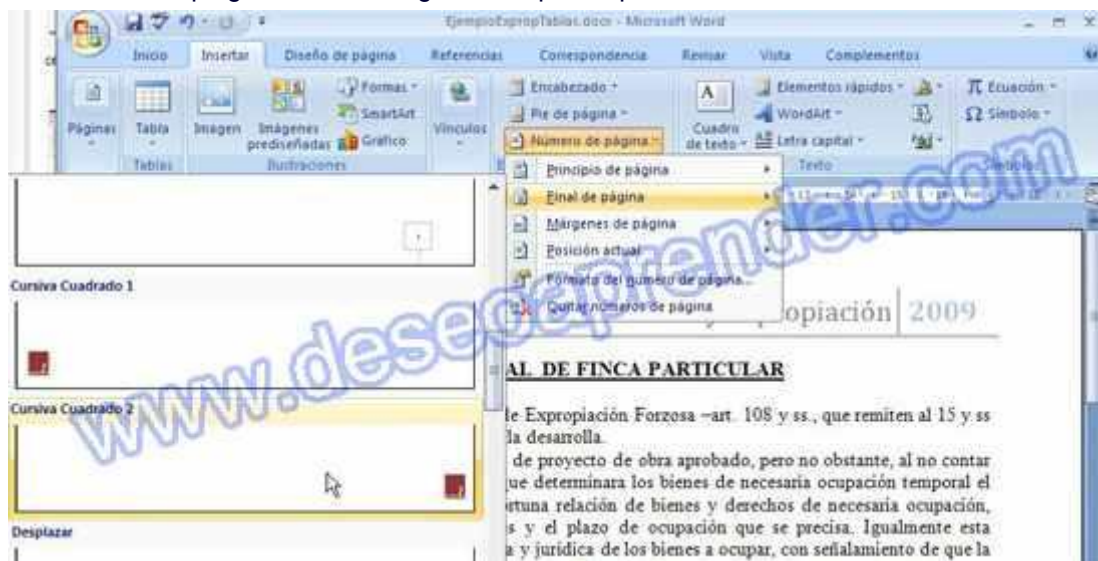 EjemploExpropTablas.docx - Microsoft Word
Inicio Insertar Diseño de página Referencias Correspondencia Revisar Vista Complementos
Páginas Tabla Imagen Imágenes prediseñadas Formas SmartArt Gráfico Vínculos
Encabezado
Pie de página
Número de página
Cuadro de texto Elementos rápidos WordArt Letra capital
Ecuación
Símbolo
Tablas Ilustraciones Texto
Principio de página
Final de página
Márgenes de página
Posición actual
Formato del número de página...
Quitar números de página
Cursiva Cuadrado 1
Cursiva Cuadrado 2
Desplazar
opiación 2009
AL DE FINCA PARTICULAR
de Expropiación Forzosa –art. 108 y ss., que remiten al 15 y ss
la desarrolla.
de proyecto de obra aprobado, pero no obstante, al no contar
que determinara los bienes de necesaria ocupación temporal el
ortuna relación de bienes y derechos de necesaria ocupación,
s y el plazo de ocupación que se precisa. Igualmente esta
a y jurídica de los bienes a ocupar, con señalamiento de que la
www.deseoaprender.com